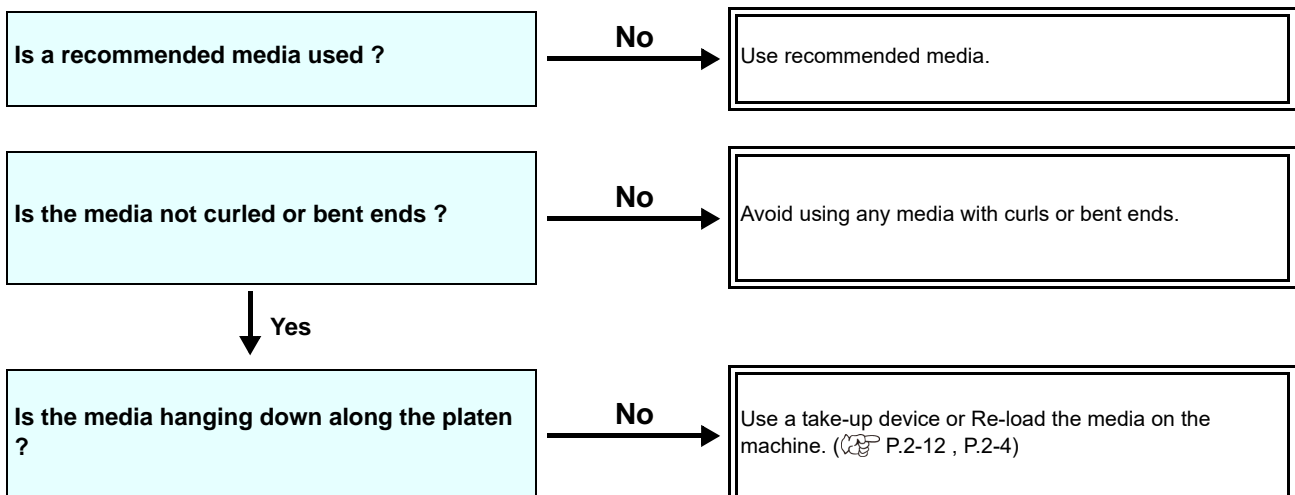 Is a recommended media used ?
No
Use recommended media.
Is the media not curled or bent ends ?
No
Avoid using any media with curls or bent ends.
Yes
Is the media hanging down along the platen
?
No
Use a take-up device or Re-load the media on the
machine. ( P.2-12 , P.2-4)